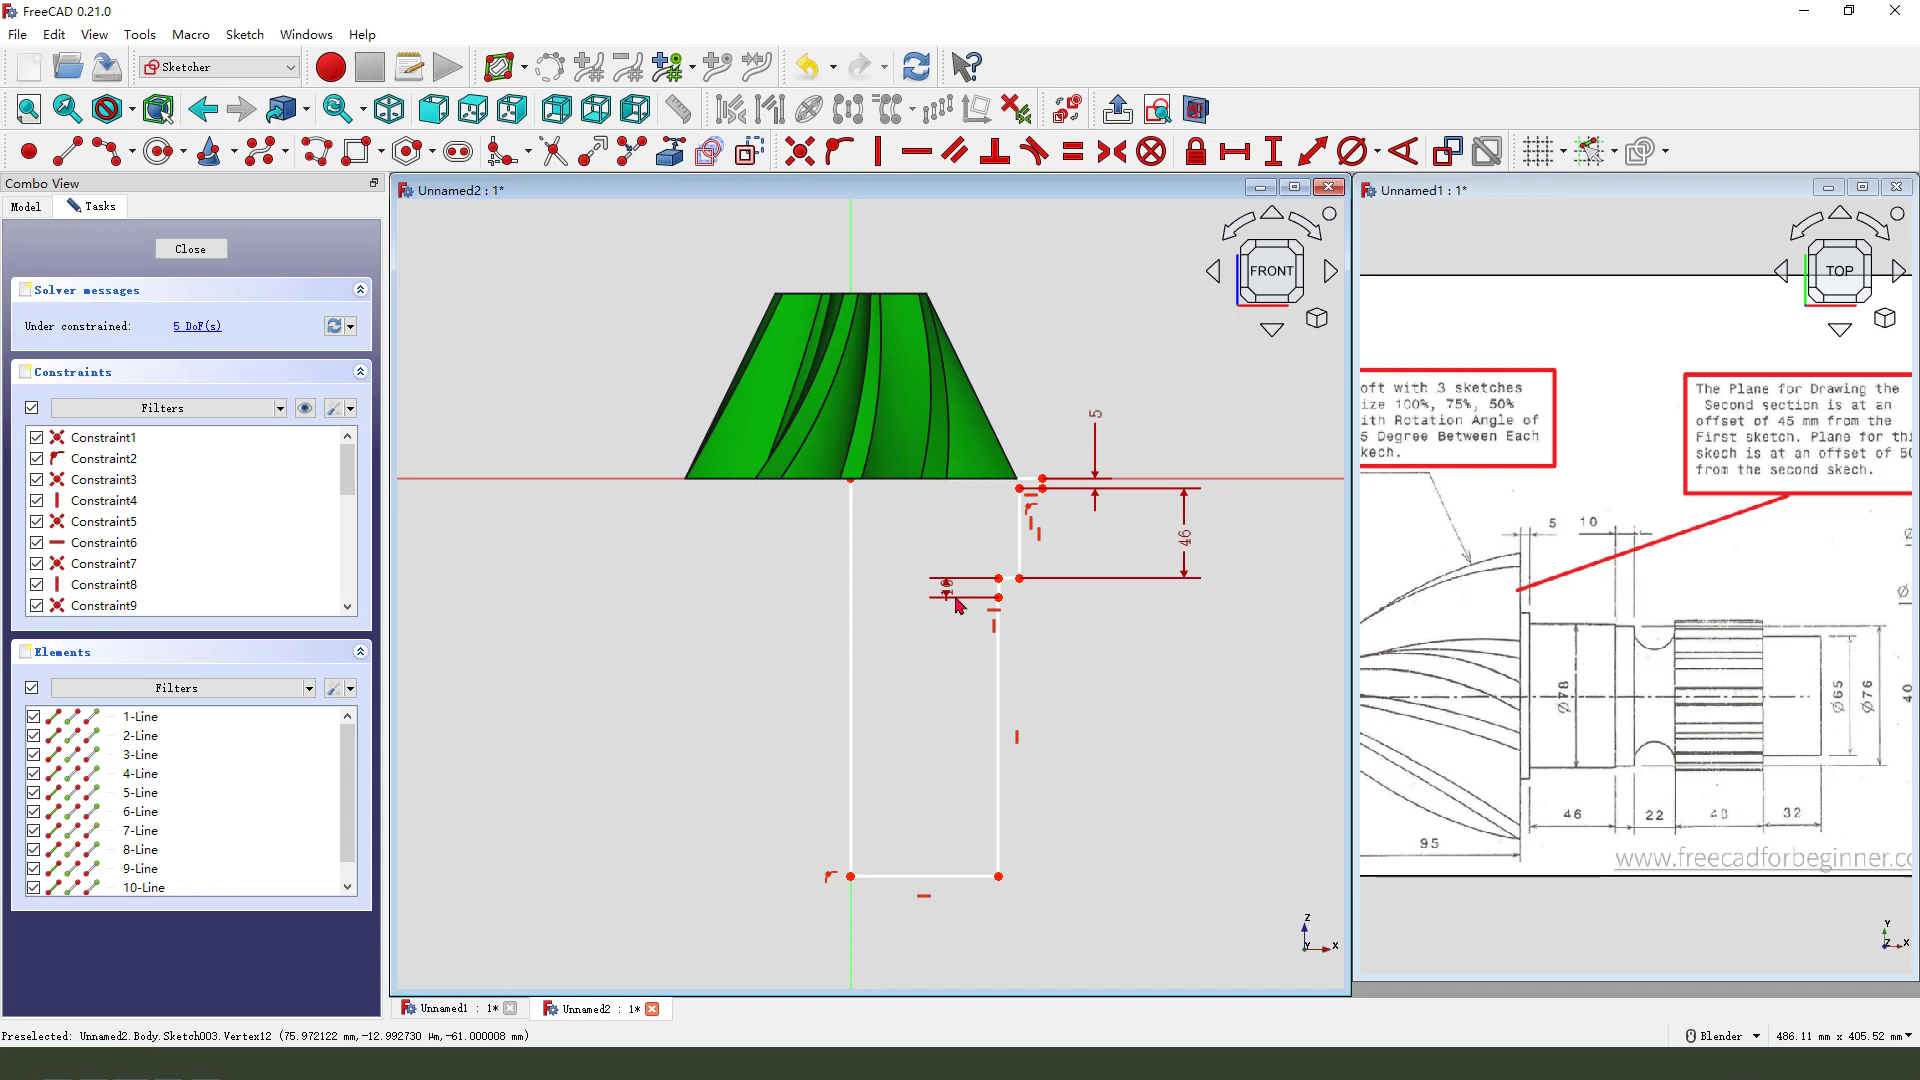 FreeCAD 0.21.0
File Edit View Tools Macro Sketch Windows Help
Sketcher
Combo View
Model Tasks
Close
Solver messages
Under constrained: 5 DoF(s)
Constraints
Filters
Constraint1
Constraint2
Constraint3
Constraint4
Constraint5
Constraint6
Constraint7
Constraint8
Constraint9
Elements
Filters
1-Line
2-Line
3-Line
4-Line
5-Line
6-Line
7-Line
8-Line
9-Line
10-Line
Unnamed2 : 1*
FRONT
5
46
10
Z
Y
X
Unnamed1 : 1*
TOP
oft with 3 sketches
ize 100%, 75%, 50%
ith Rotation Angle of
5 Degree Between Each
kech.
The Plane for Drawing the
Second section is at an
offset of 45 mm from the
First sketch. Plane for thi
skech is at an offset of 50
from the second skech.
5 10
Ø
Ø
Ø78
Ø65
Ø76
40
46 22 48 32
95
www.freecadforbeginner.c
Y
Z X
Unnamed1 : 1*
Unnamed2 : 1*
Preselected: Unnamed2.Body.Sketch003.Vertex12 (75.972122 mm,-12.992730 µm,-61.000008 mm)
Blender
486.11 mm x 405.52 mm